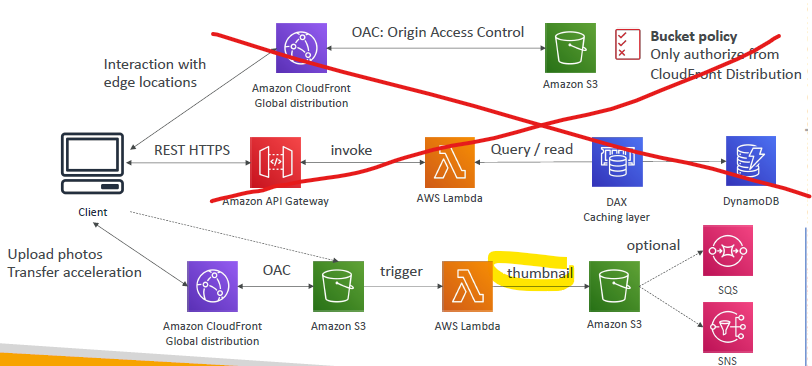 OAC: Origin Access Control
Bucket policy
Only authorize from
CloudFront Distribution
Interaction with
edge locations
Amazon CloudFront
Global distribution
Amazon S3
REST HTTPS
invoke
Query / read
Amazon API Gateway
AWS Lambda
DAX
Caching layer
DynamoDB
Client
Upload photos
Transfer acceleration
OAC
trigger
thumbnail
optional
SQS
Amazon CloudFront
Global distribution
Amazon S3
AWS Lambda
Amazon S3
SNS